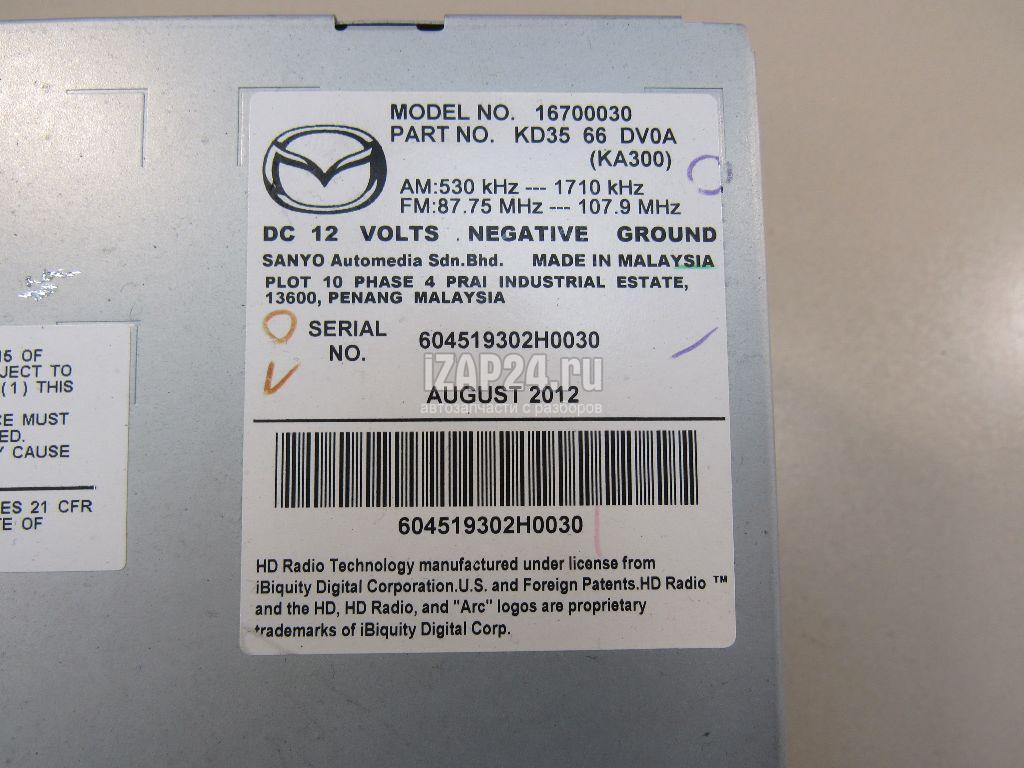 MODEL NO. 16700030
PART NO. KD35 66 DV0A
(KA300)
AM:530 kHz --- 1710 kHz
FM:87.75 MHz --- 107.9 MHz
DC 12 VOLTS . NEGATIVE GROUND
SANYO Automedia Sdn.Bhd. MADE IN MALAYSIA
PLOT 10 PHASE 4 PRAI INDUSTRIAL ESTATE,
13600, PENANG MALAYSIA
SERIAL
NO. 604519302H0030
iZAP24.ru
AUGUST 2012
автозапчасти с разборов
604519302H0030
HD Radio Technology manufactured under license from
iBiquity Digital Corporation.U.S. and Foreign Patents.HD Radio ™
and the HD, HD Radio, and "Arc" logos are proprietary
trademarks of iBiquity Digital Corp.
15 OF
JECT TO
(1) THIS
CE MUST
ED.
Y CAUSE
ES 21 CFR
TE OF